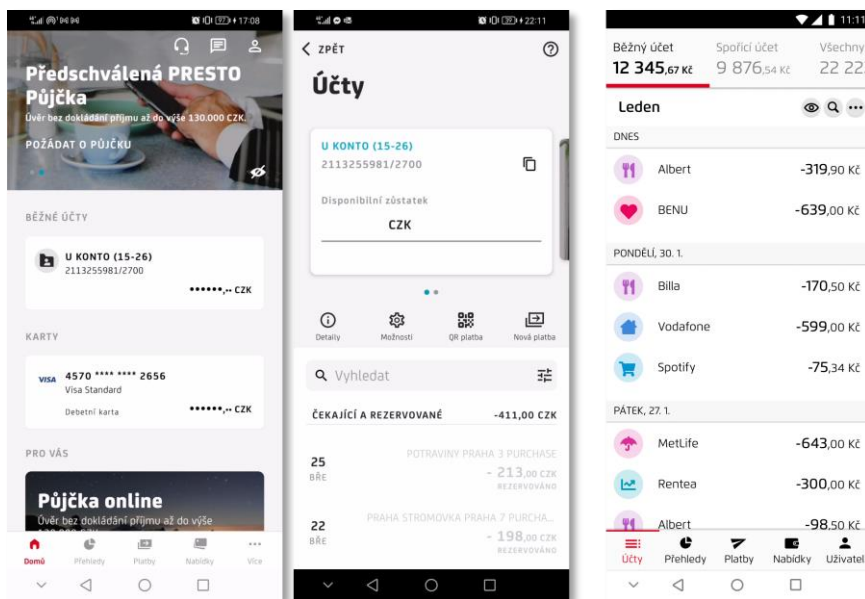 17:08
Předschválená PRESTO
Půjčka
Úvěr bez dokládání příjmu až do výše 130.000 CZK.
POŽÁDAT O PŮJČKU
BĚŽNÉ ÚČTY
U KONTO (15-26)
2113255981/2700
••••••,•• CZK
KARTY
VISA 4570 **** **** 2656
Visa Standard
Debetní karta ••••••,•• CZK
PRO VÁS
Půjčka online
Úvěr bez dokládání příjmu až do výše
Domů Přehledy Platby Nabídky Více
22:11
ZPĚT
Účty
U KONTO (15-26)
2113255981/2700
Disponibilní zůstatek
CZK
Detaily Možnosti QR platba Nová platba
Vyhledat
ČEKAJÍCÍ A REZERVOVANÉ -411,00 CZK
POTRAVINY PRAHA 3 PURCHASE
25 BŘE - 213,00 CZK
REZERVOVÁNO
PRAHA STROMOVKA PRAHA 7 PURCHA...
22 BŘE - 198,00 CZK
REZERVOVÁNO
11:11
Běžný účet Spořicí účet Všechny
12 345,67 Kč 9 876,54 Kč 22 22
Leden
DNES
Albert -319,90 Kč
BENU -639,00 Kč
PONDĚLÍ, 30. 1.
Billa -170,50 Kč
Vodafone -599,00 Kč
Spotify -75,34 Kč
PÁTEK, 27. 1.
MetLife -643,00 Kč
Rentea -300,00 Kč
Albert -98,50 Kč
Účty Přehledy Platby Nabídky Uživatel